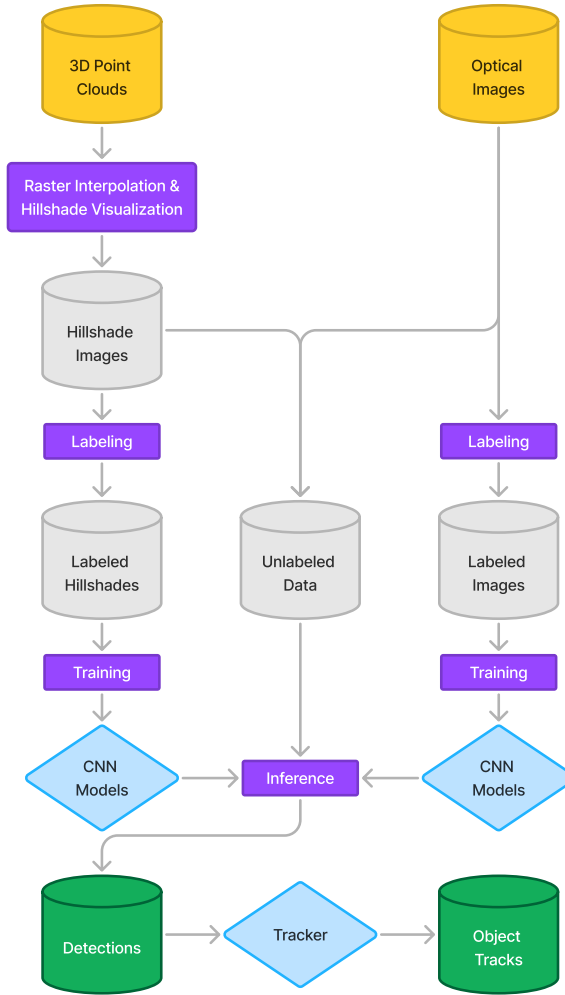 3D Point
Clouds
Optical
Images
Raster Interpolation &
Hillshade Visualization
Hillshade
Images
Labeling
Labeling
Labeled
Hillshades
Unlabeled
Data
Labeled
Images
Training
Training
CNN
Models
Inference
CNN
Models
Detections
Tracker
Object
Tracks